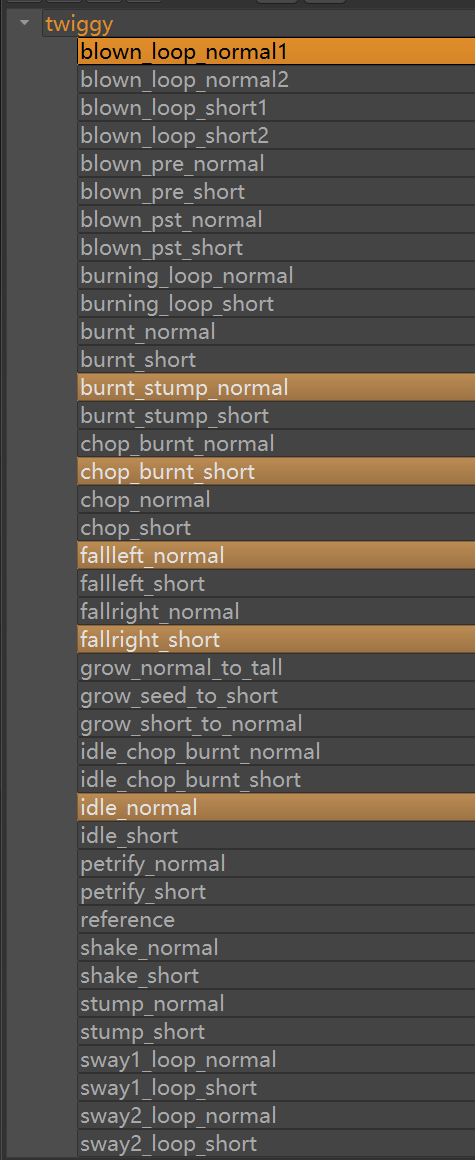 twiggy
blown_loop_normal1
blown_loop_normal2
blown_loop_short1
blown_loop_short2
blown_pre_normal
blown_pre_short
blown_pst_normal
blown_pst_short
burning_loop_normal
burning_loop_short
burnt_normal
burnt_short
burnt_stump_normal
burnt_stump_short
chop_burnt_normal
chop_burnt_short
chop_normal
chop_short
fallleft_normal
fallleft_short
fallright_normal
fallright_short
grow_normal_to_tall
grow_seed_to_short
grow_short_to_normal
idle_chop_burnt_normal
idle_chop_burnt_short
idle_normal
idle_short
petrify_normal
petrify_short
reference
shake_normal
shake_short
stump_normal
stump_short
sway1_loop_normal
sway1_loop_short
sway2_loop_normal
sway2_loop_short